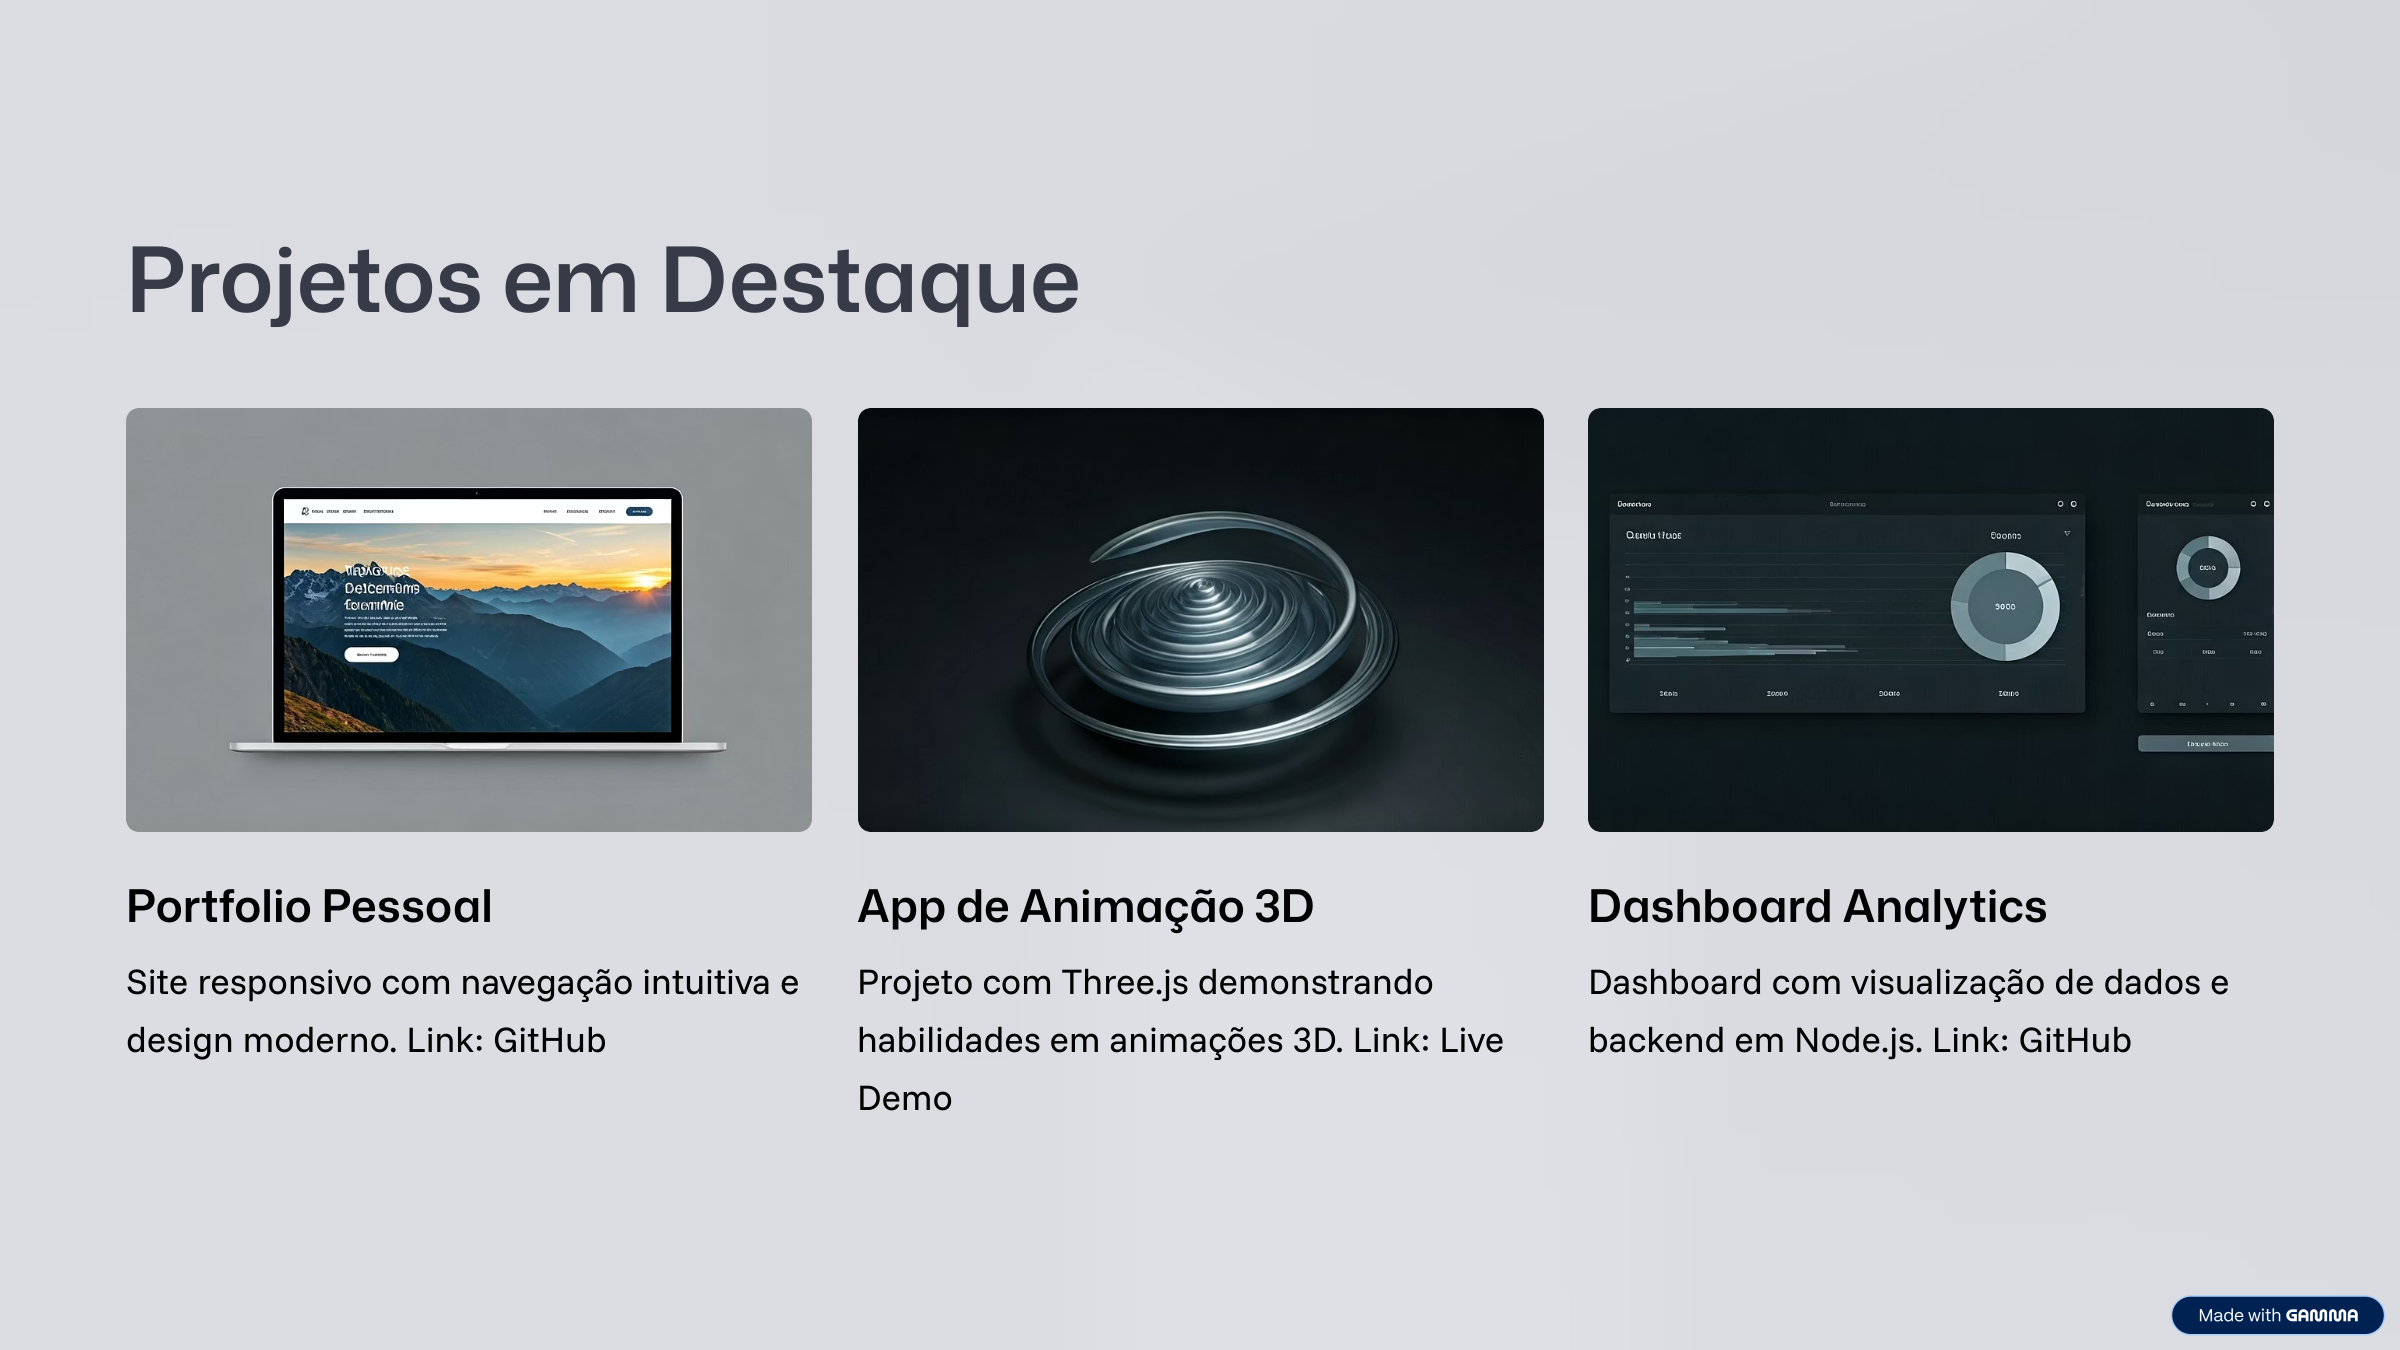 Projetos em Destaque
Portfolio Pessoal
Site responsivo com navegação intuitiva e
design moderno. Link: GitHub
App de Animação 3D
Projeto com Three.js demonstrando
habilidades em animações 3D. Link: Live
Demo
Dashboard Analytics
Dashboard com visualização de dados e
backend em Node.js. Link: GitHub
Made with GAMMA